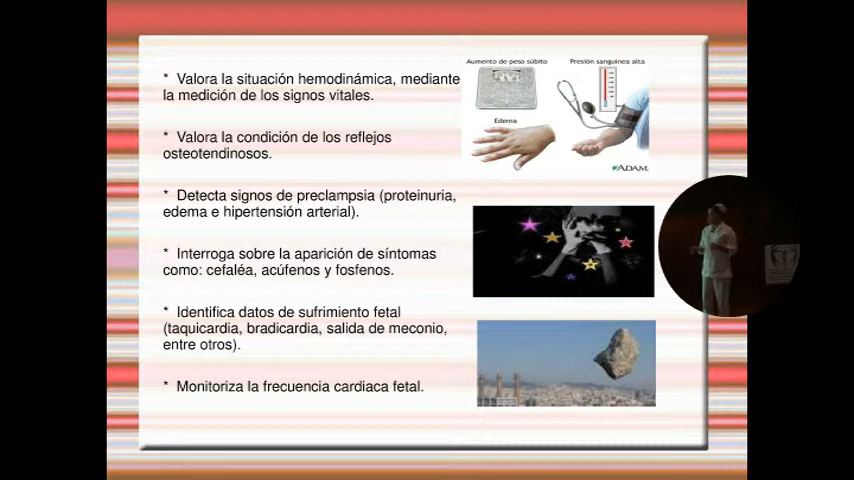 * Valora la situación hemodinámica, mediante
la medición de los signos vitales.
* Valora la condición de los reflejos
osteotendinosos.
* Detecta signos de preclampsia (proteinuria,
edema e hipertensión arterial).
* Interroga sobre la aparición de síntomas
como: cefaléa, acúfenos y fosfenos.
* Identifica datos de sufrimiento fetal
(taquicardia, bradicardia, salida de meconio,
entre otros).
* Monitoriza la frecuencia cardiaca fetal.
Aumento de peso súbito
Presión sanguínea alta
Edema
ADAM.